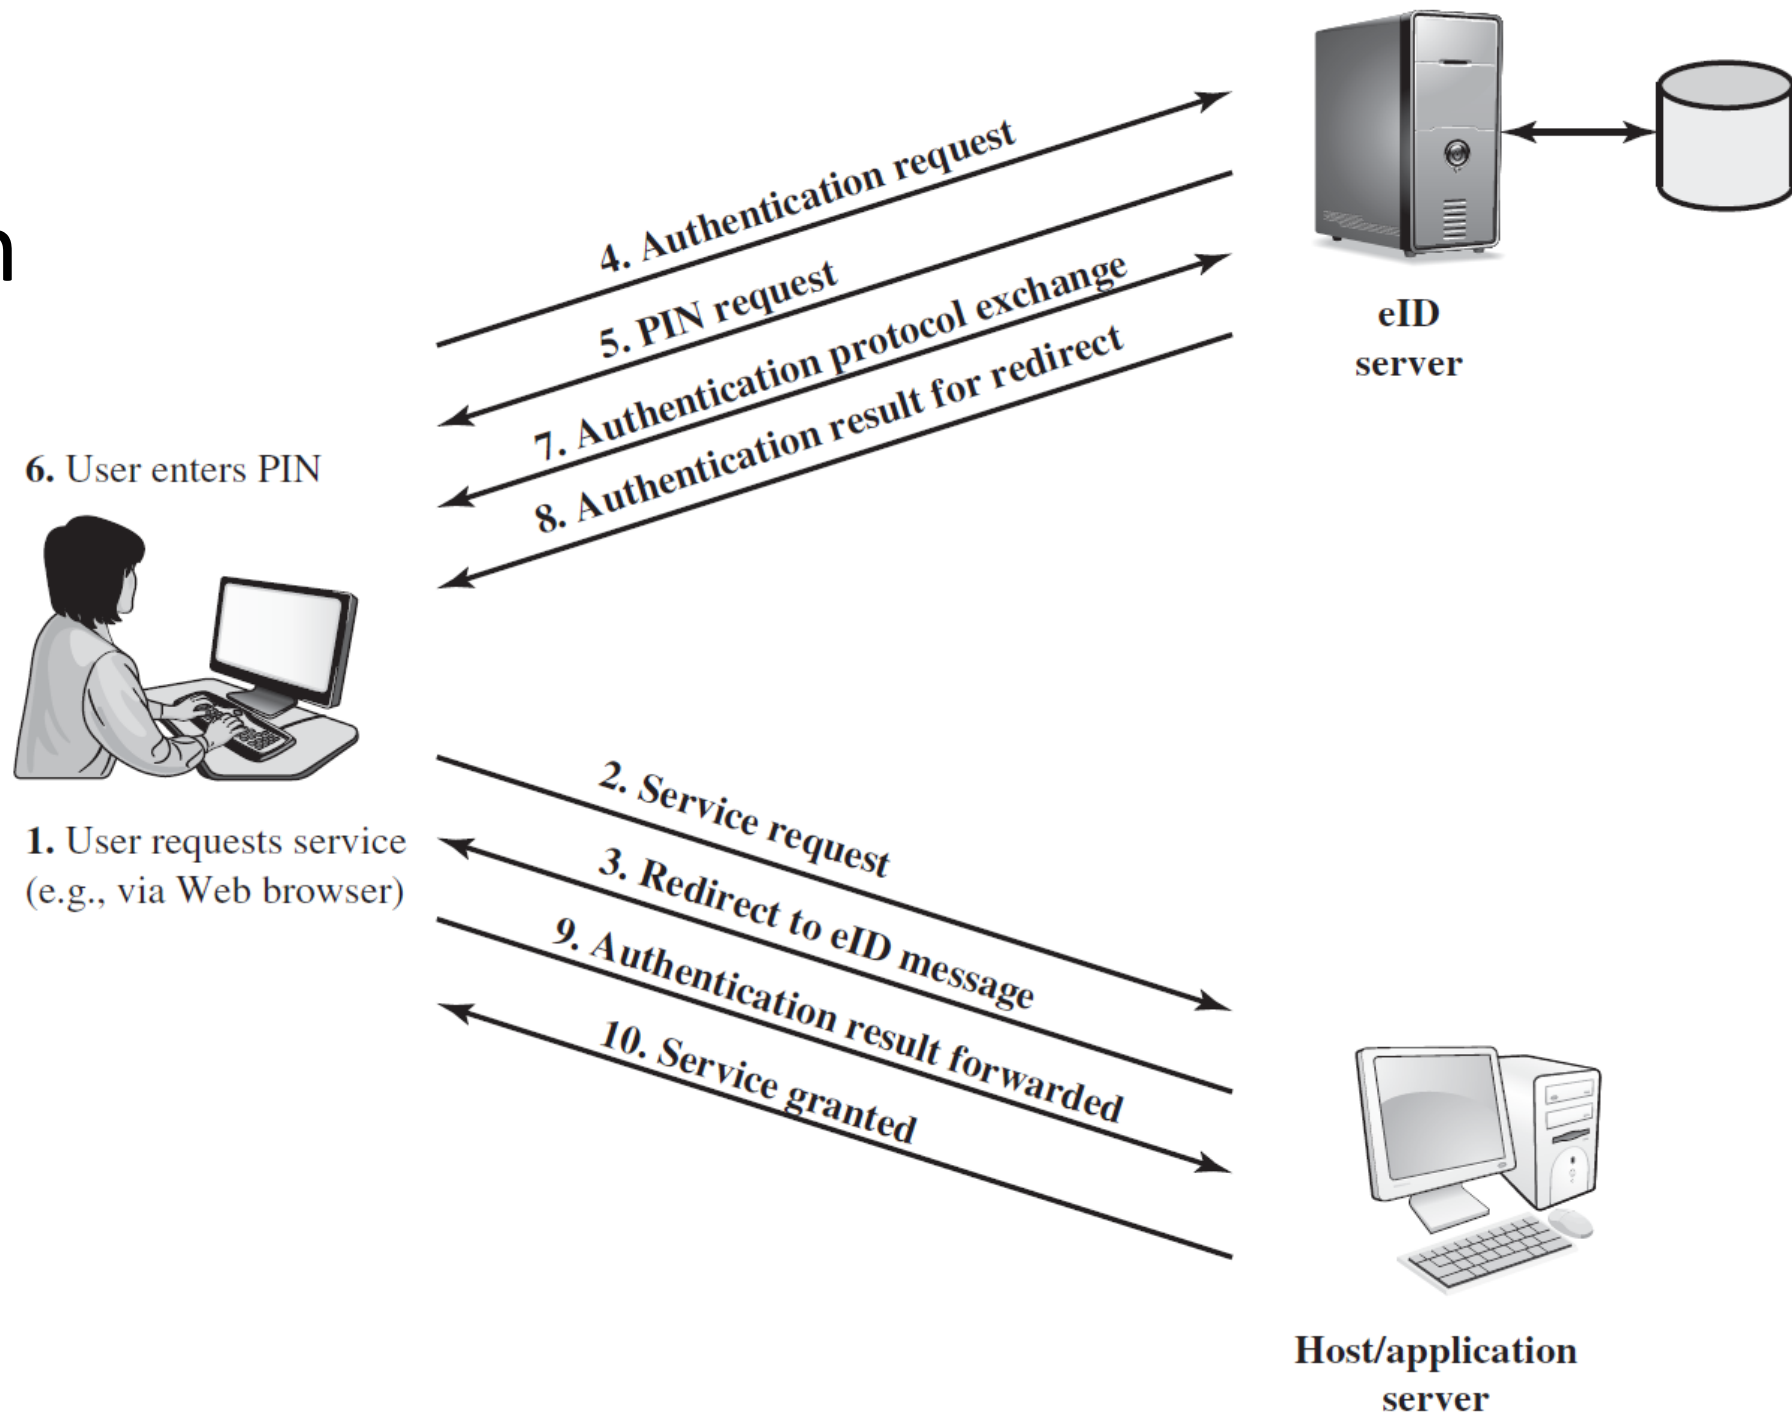 4. Authentication request
5. PIN request
7. Authentication protocol exchange
8. Authentication result for redirect
eID
server
6. User enters PIN
1. User requests service
(e.g., via Web browser)
2. Service request
3. Redirect to eID message
9. Authentication result forwarded
10. Service granted
Host/application
server